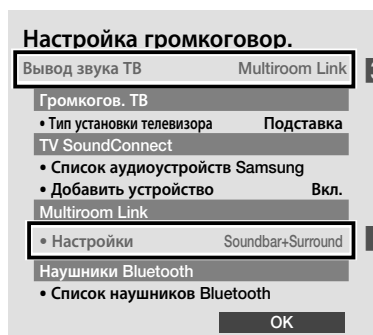 Настройка громкоговор.
Вывод звука ТВ Multiroom Link
Громкогов. ТВ
• Тип установки телевизора Подставка
TV SoundConnect
• Список аудиоустройств Samsung
• Добавить устройство Вкл.
Multiroom Link
• Настройки Soundbar+Surround
Наушники Bluetooth
• Список наушников Bluetooth
OK